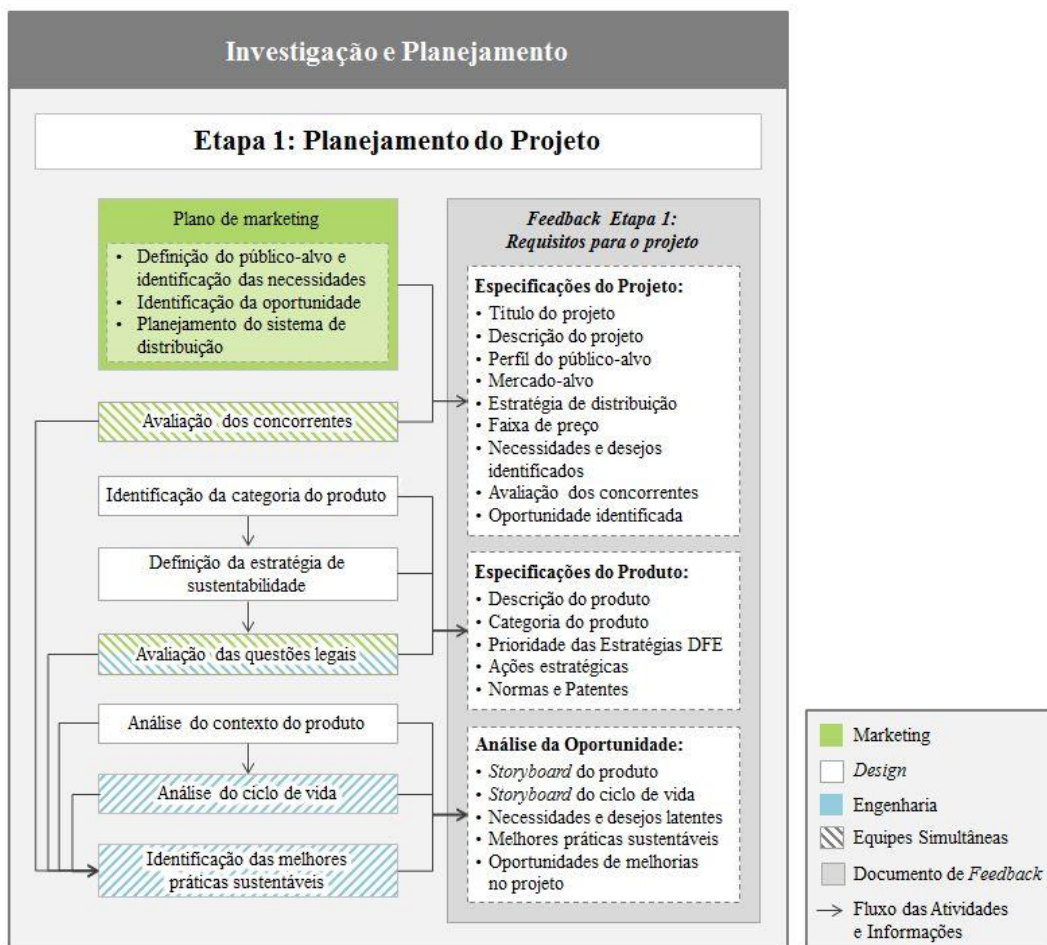 Investigação e Planejamento
Etapa 1: Planejamento do Projeto
Plano de marketing
• Definição do público-alvo e
identificação das necessidades
• Identificação da oportunidade
• Planejamento do sistema de
distribuição
Avaliação dos concorrentes
Identificação da categoria do produto
Definição da estratégia de
sustentabilidade
Avaliação das questões legais
Análise do contexto do produto
Análise do ciclo de vida
Identificação das melhores
práticas sustentáveis
Feedback Etapa 1:
Requisitos para o projeto
Especificações do Projeto:
• Título do projeto
• Descrição do projeto
• Perfil do público-alvo
• Mercado-alvo
• Estratégia de distribuição
• Faixa de preço
• Necessidades e desejos
identificados
• Avaliação dos concorrentes
• Oportunidade identificada
Especificações do Produto:
• Descrição do produto
• Categoria do produto
• Prioridade das Estratégias DFE
• Ações estratégicas
• Normas e Patentes
Análise da Oportunidade:
• Storyboard do produto
• Storyboard do ciclo de vida
• Necessidades e desejos latentes
• Melhores práticas sustentáveis
• Oportunidades de melhorias
no projeto
Marketing
Design
Engenharia
Equipes Simultâneas
Documento de Feedback
Fluxo das Atividades
e Informações